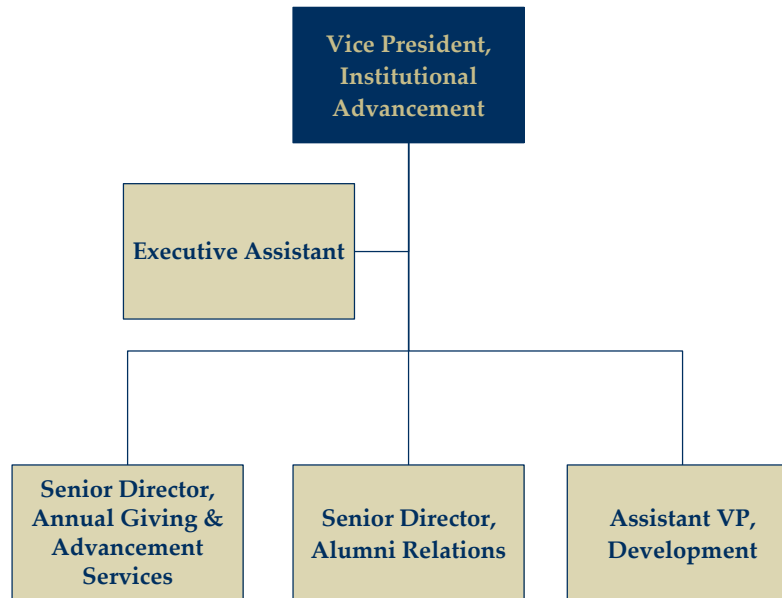 Vice President,
Institutional
Advancement
Executive Assistant
Senior Director,
Annual Giving &
Advancement
Services
Senior Director,
Alumni Relations
Assistant VP,
Development